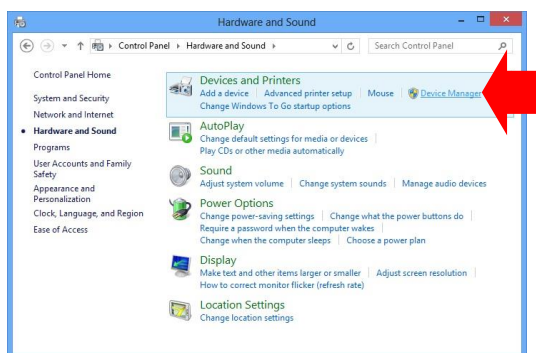 Hardware and Sound
Control Panel Hardware and Sound Search Control Panel
Control Panel Home
System and Security
Network and Internet
Hardware and Sound
Programs
User Accounts and Family
Safety
Appearance and
Personalization
Clock, Language, and Region
Ease of Access
Devices and Printers
Add a device Advanced printer setup Mouse Device Manager
Change Windows To Go startup options
AutoPlay
Change default settings for media or devices
Play CDs or other media automatically
Sound
Adjust system volume Change system sounds Manage audio devices
Power Options
Change power-saving settings Change what the power buttons do
Require a password when the computer wakes
Change when the computer sleeps Choose a power plan
Display
Make text and other items larger or smaller Adjust screen resolution
How to correct monitor flicker (refresh rate)
Location Settings
Change location settings